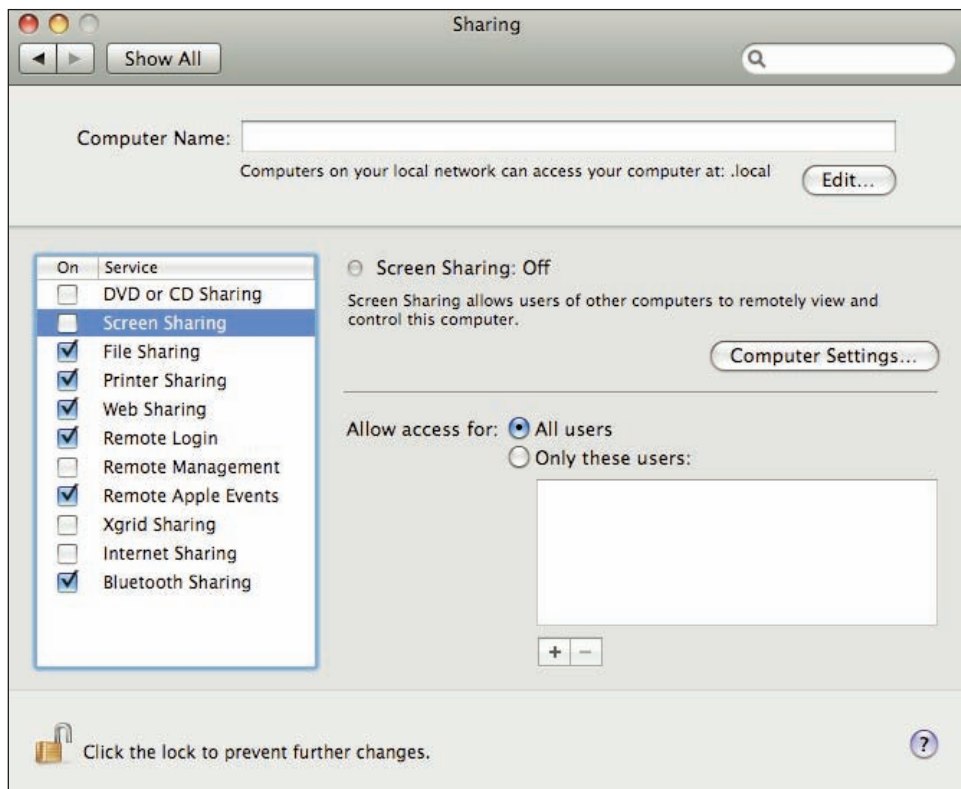 Sharing
Show All
Computer Name:
Computers on your local network can access your computer at: .local
Edit...
On Service
DVD or CD Sharing
Screen Sharing
File Sharing
Printer Sharing
Web Sharing
Remote Login
Remote Management
Remote Apple Events
Xgrid Sharing
Internet Sharing
Bluetooth Sharing
Screen Sharing: Off
Screen Sharing allows users of other computers to remotely view and
control this computer.
Computer Settings...
Allow access for: All users
Only these users:
+ −
Click the lock to prevent further changes.
?